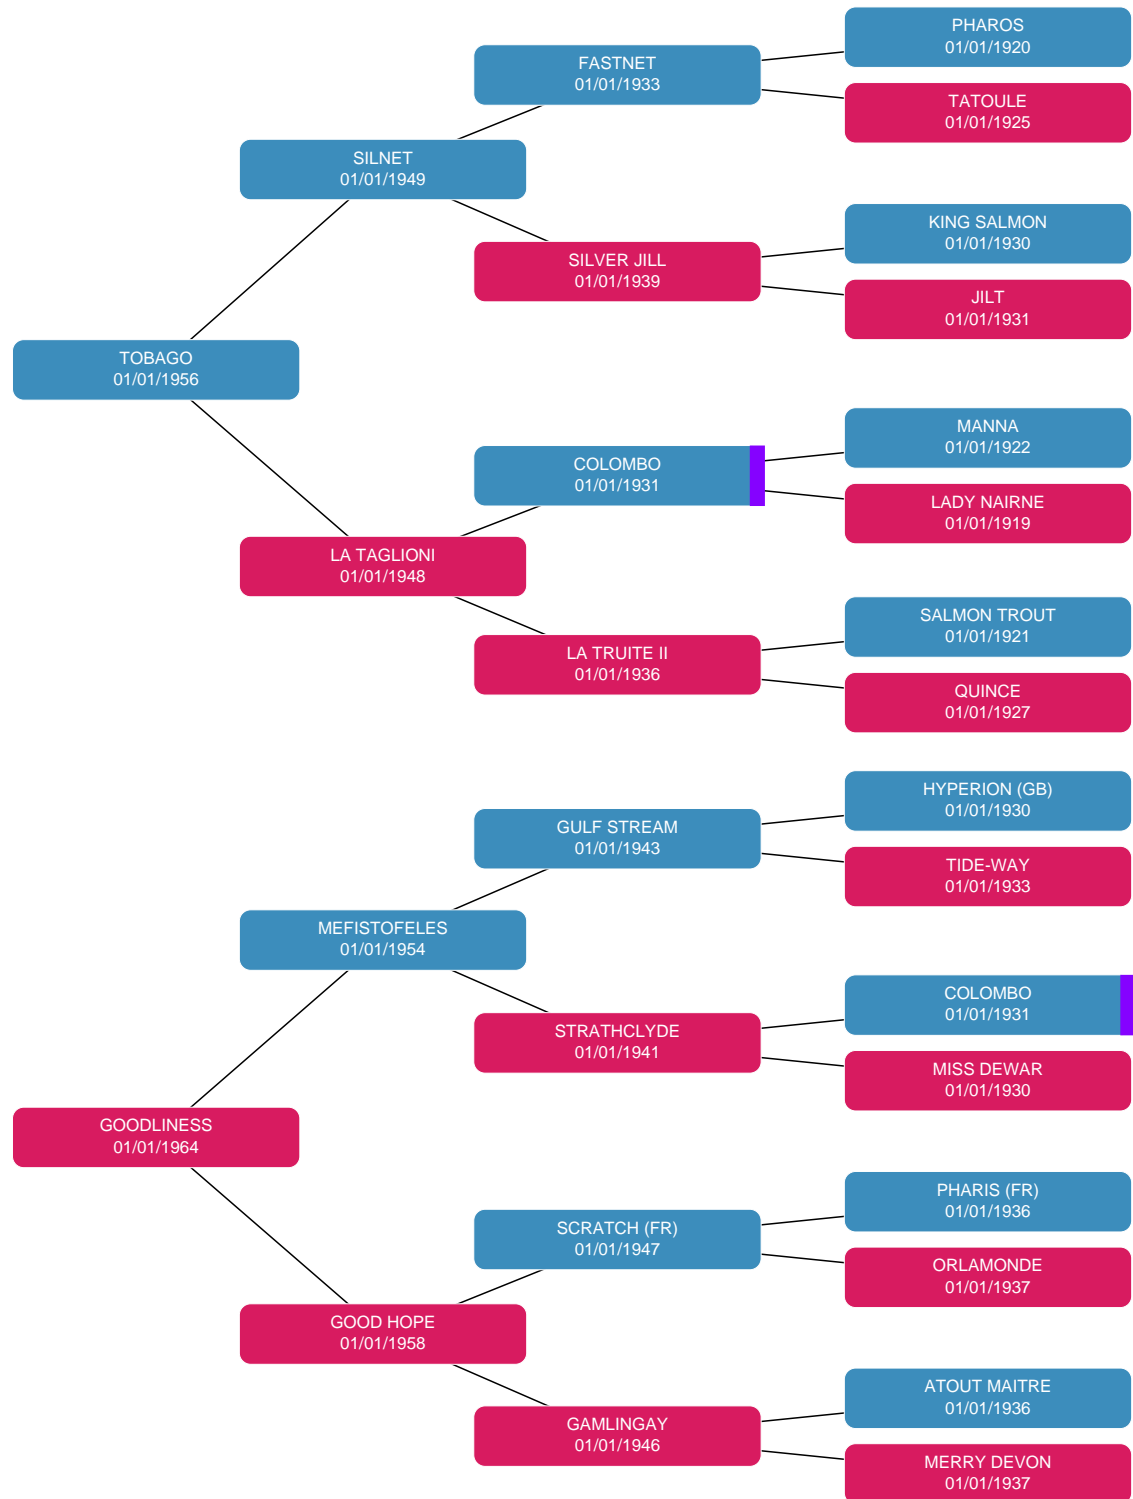 PHAROS
01/01/1920
FASTNET
01/01/1933
TATOULE
01/01/1925
SILNET
01/01/1949
KING SALMON
01/01/1930
SILVER JILL
01/01/1939
JILT
01/01/1931
TOBAGO
01/01/1956
MANNA
01/01/1922
COLOMBO
01/01/1931
LADY NAIRNE
01/01/1919
LA TAGLIONI
01/01/1948
SALMON TROUT
01/01/1921
LA TRUITE II
01/01/1936
QUINCE
01/01/1927
HYPERION (GB)
01/01/1930
GULF STREAM
01/01/1943
TIDE-WAY
01/01/1933
MEFISTOFELES
01/01/1954
COLOMBO
01/01/1931
STRATHCLYDE
01/01/1941
MISS DEWAR
01/01/1930
GOODLINESS
01/01/1964
PHARIS (FR)
01/01/1936
SCRATCH (FR)
01/01/1947
ORLAMONDE
01/01/1937
GOOD HOPE
01/01/1958
ATOUT MAITRE
01/01/1936
GAMLINGAY
01/01/1946
MERRY DEVON
01/01/1937